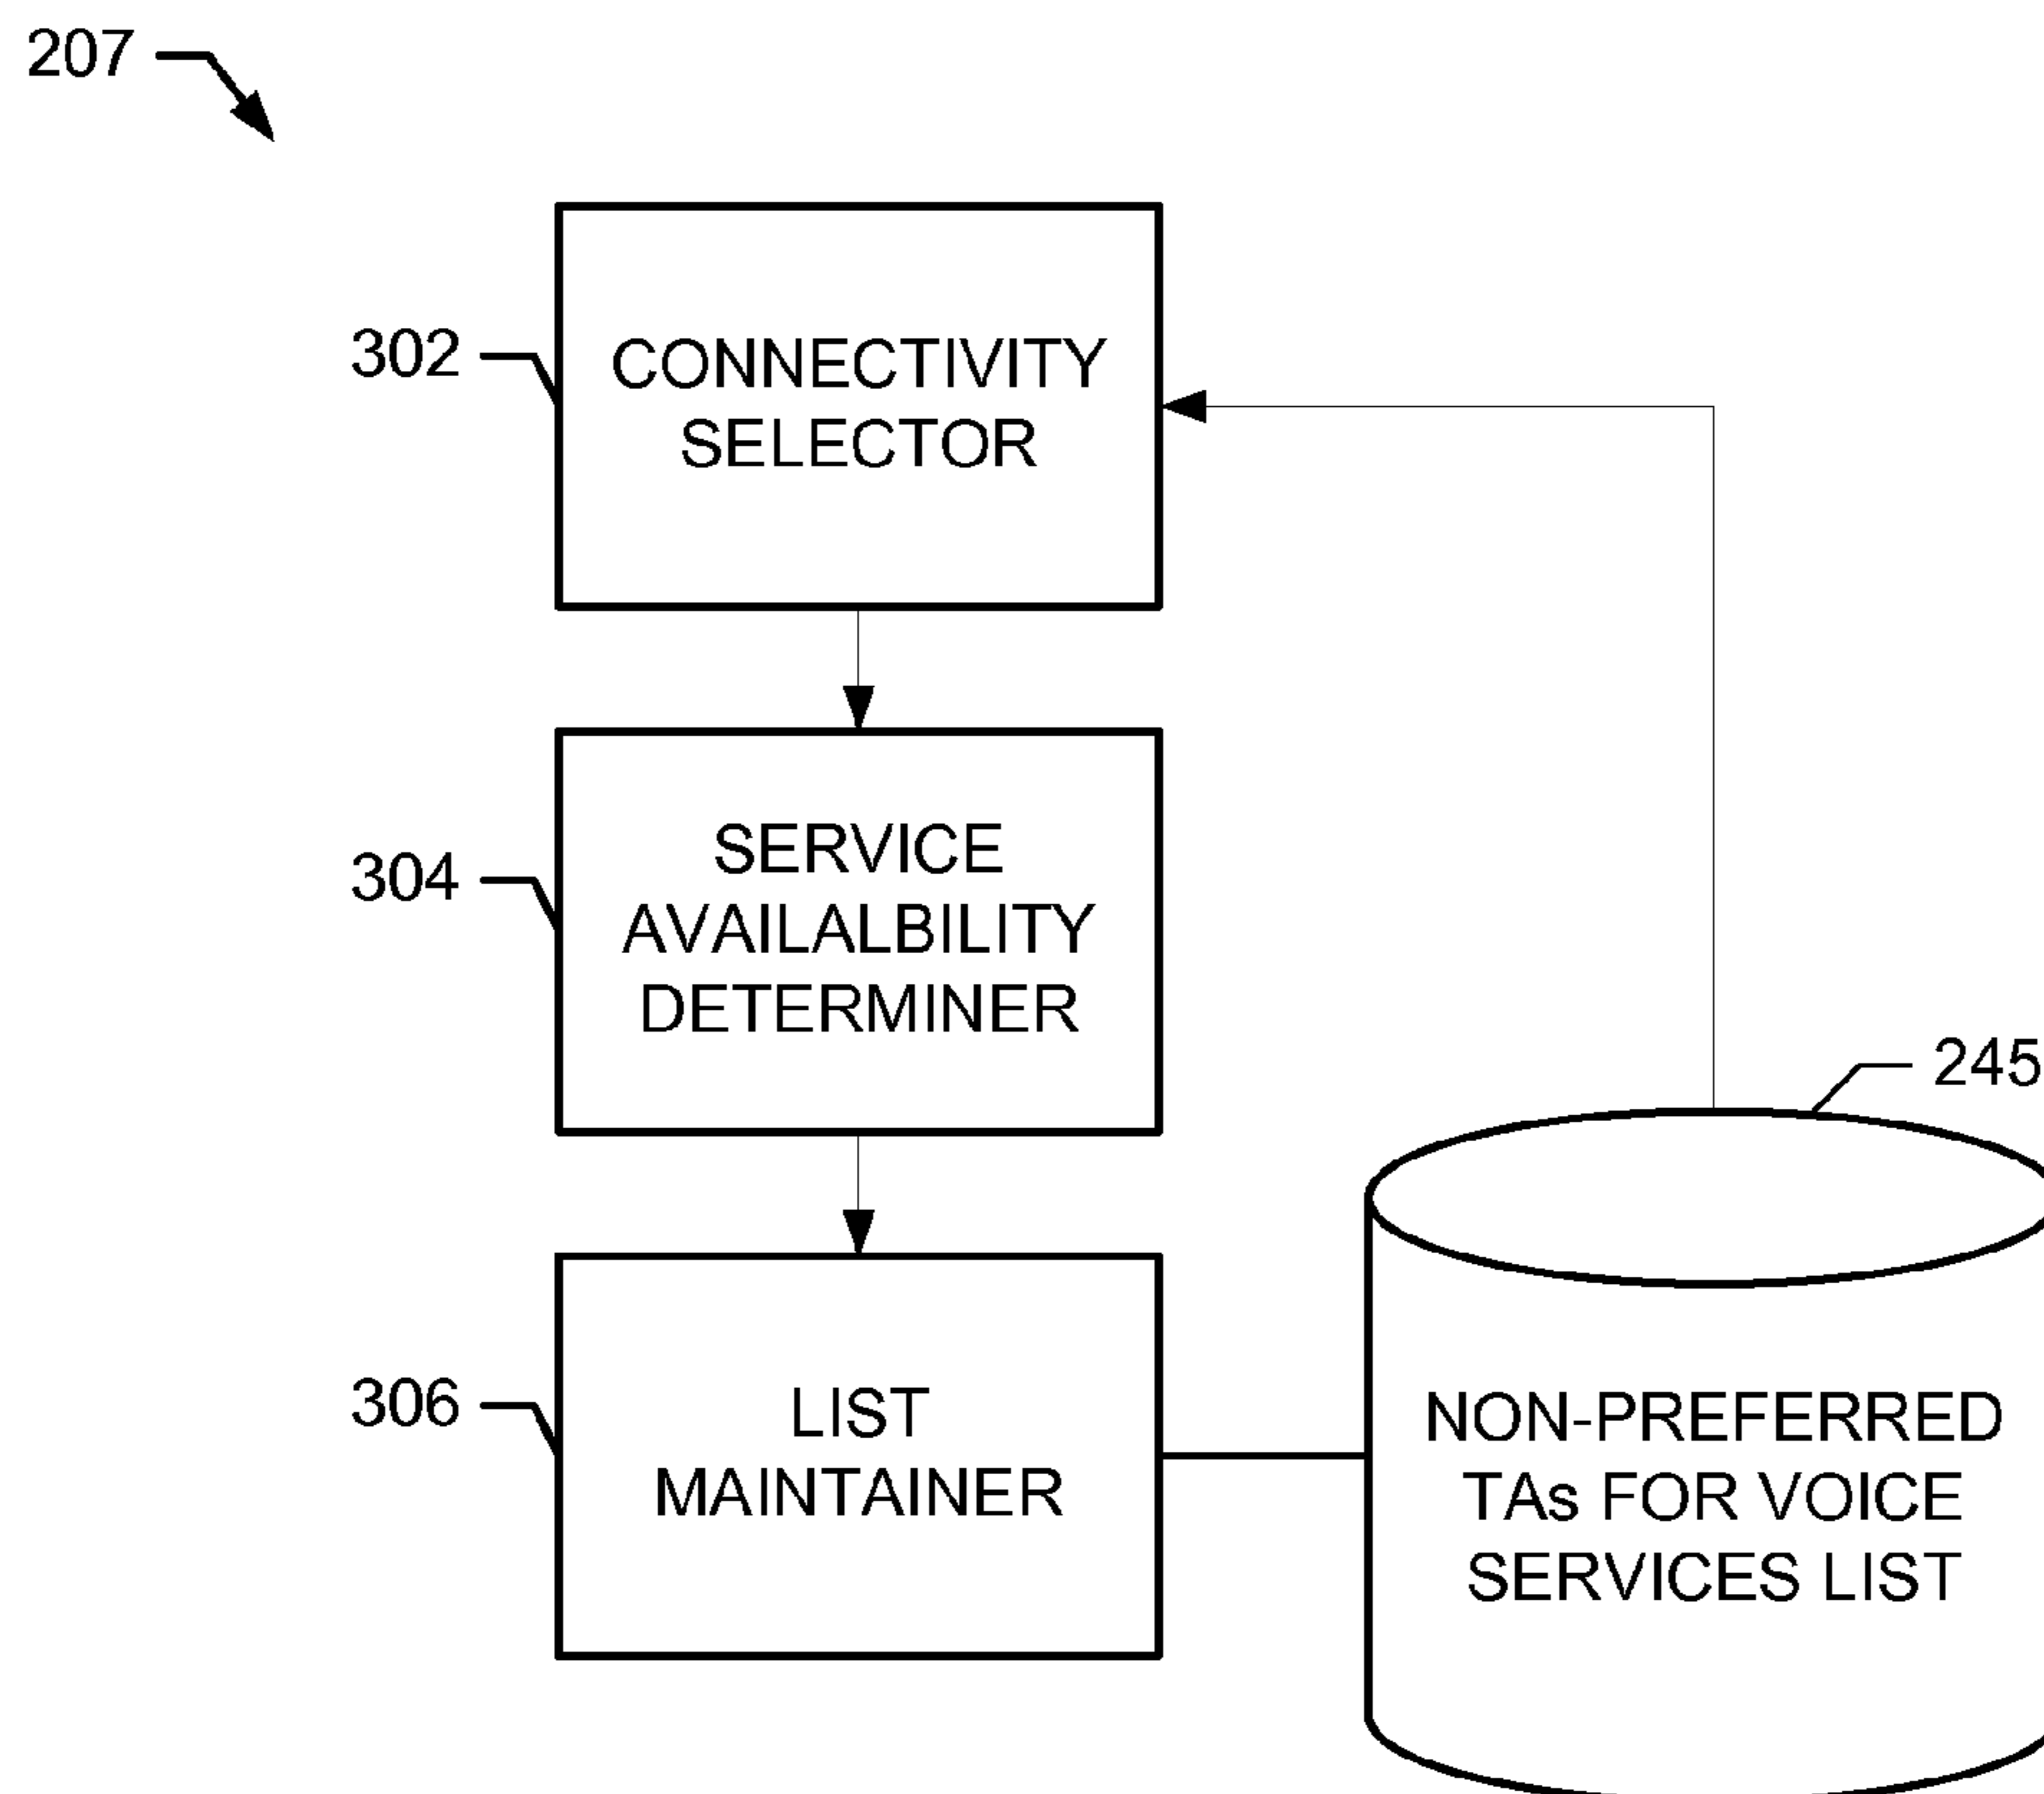 207
302
CONNECTIVITY
SELECTOR
304
SERVICE
AVAILALBILITY
DETERMINER
245
306
LIST
MAINTAINER
NON-PREFERRED
TAs FOR VOICE
SERVICES LIST